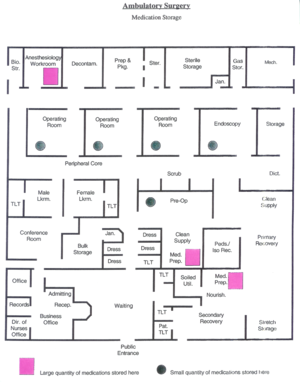 Ambulatory Surgery
Medication Storage
Bio. Str.
Anesthesiology Workroom
Decontam.
Prep & Pkg.
Ster.
Sterile Storage
Jan.
Gas Stor.
Mech.
Operating Room
Operating Room
Operating Room
Endoscopy
Storage
Peripheral Core
Scrub
Dict.
TLT
Male Lkrm.
Female Lkrm.
TLT
Pre-Op
Clean Supply
Conference Room
Bulk Storage
Jan.
Dress
Dress
Dress
Dress
TLT
Clean Supply
Med. Prep.
Peds./ Iso Rec.
Primary Recovery
Office
Records
Dir. of Nurses Office
Admitting
Recep.
Business Office
Waiting
TLT
Soiled Util.
Med. Prep.
Nourish.
TLT
Pat. TLT
Secondary Recovery
Stretch Storage
Public Entrance
Large quantity of medications stored here
Small quantity of medications stored here